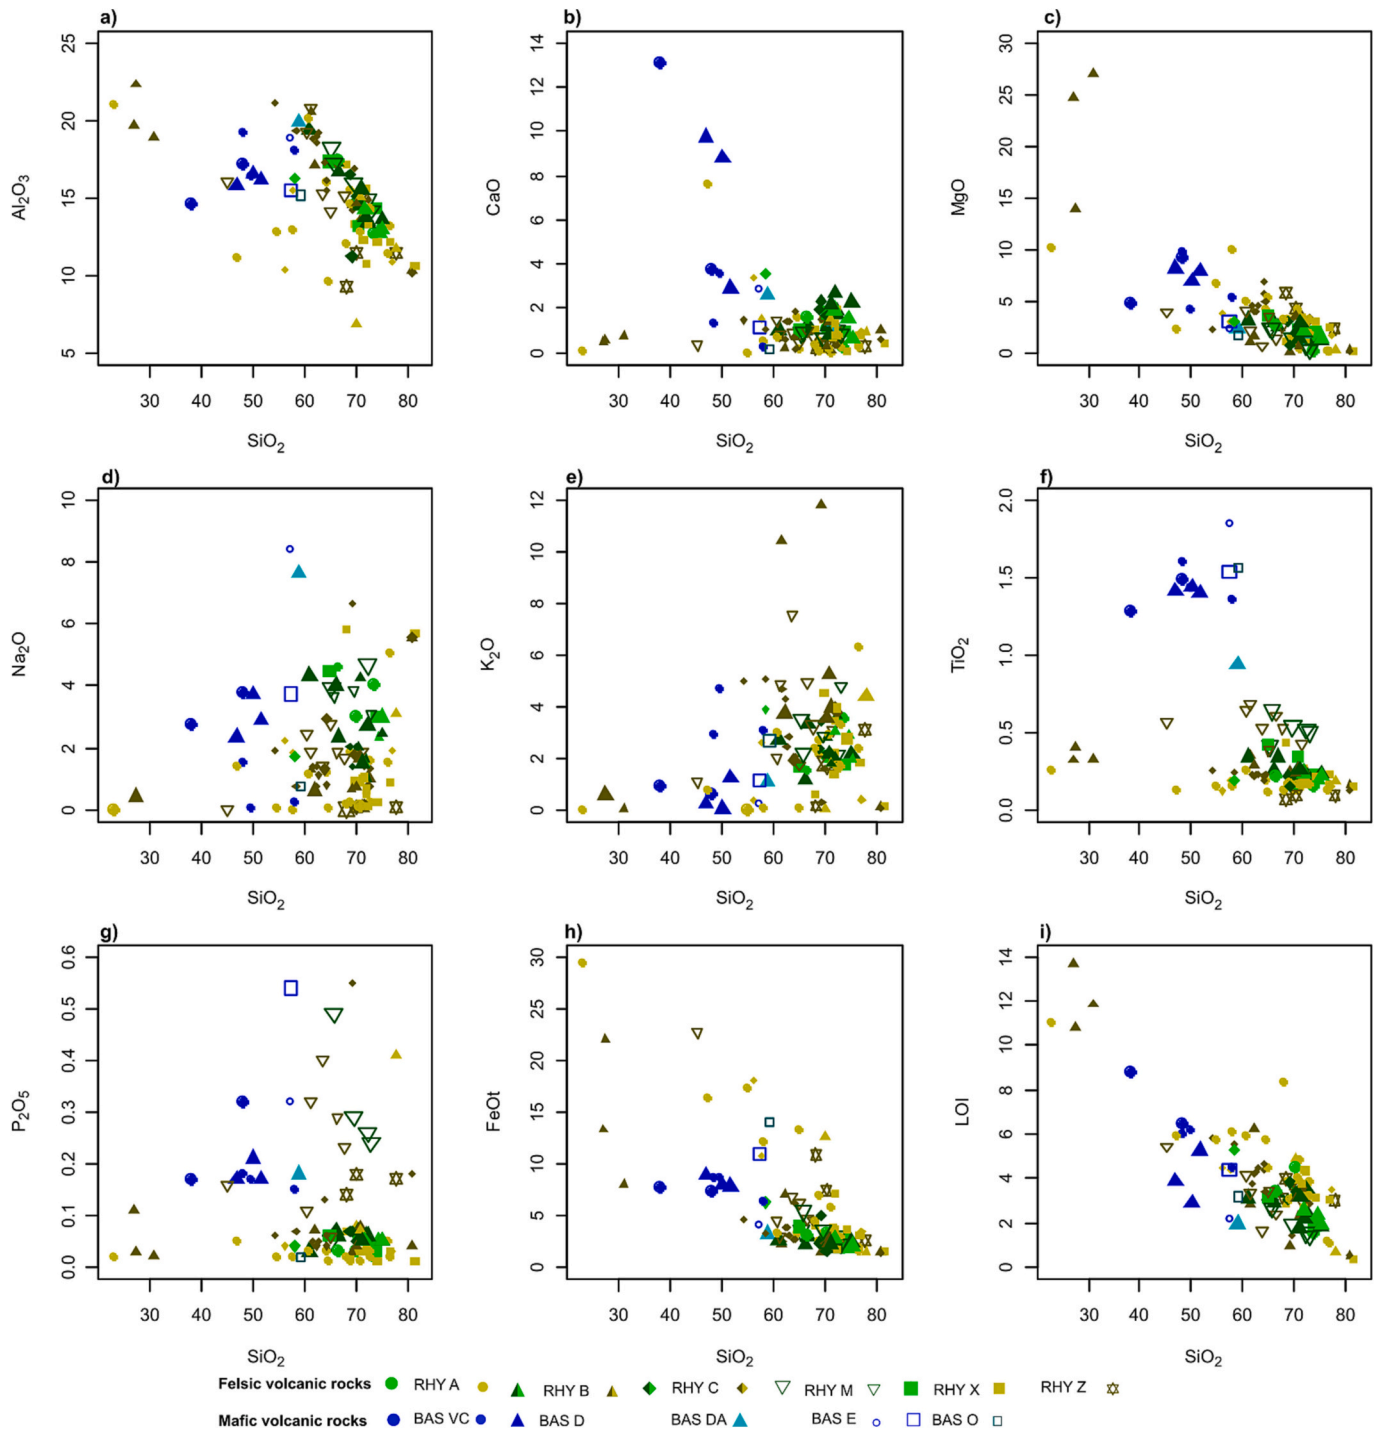 a)
25
20
15
10
5
Al₂O₃
30 40 50 60 70 80
SiO₂
b)
14
12
10
8
6
4
2
0
CaO
30 40 50 60 70 80
SiO₂
c)
30
25
20
15
10
5
0
MgO
30 40 50 60 70 80
SiO₂
d)
10
8
6
4
2
0
Na₂O
30 40 50 60 70 80
SiO₂
e)
12
10
8
6
4
2
0
K₂O
30 40 50 60 70 80
SiO₂
f)
2.0
1.5
1.0
0.5
0.0
TiO₂
30 40 50 60 70 80
SiO₂
g)
0.6
0.5
0.4
0.3
0.2
0.1
0.0
P₂O₅
30 40 50 60 70 80
SiO₂
h)
30
25
20
15
10
5
0
FeOt
30 40 50 60 70 80
SiO₂
i)
14
12
10
8
6
4
2
0
LOI
30 40 50 60 70 80
SiO₂
Felsic volcanic rocks RHY A RHY B RHY C RHY M RHY X RHY Z
Mafic volcanic rocks BAS VC BAS D BAS DA BAS E BAS O